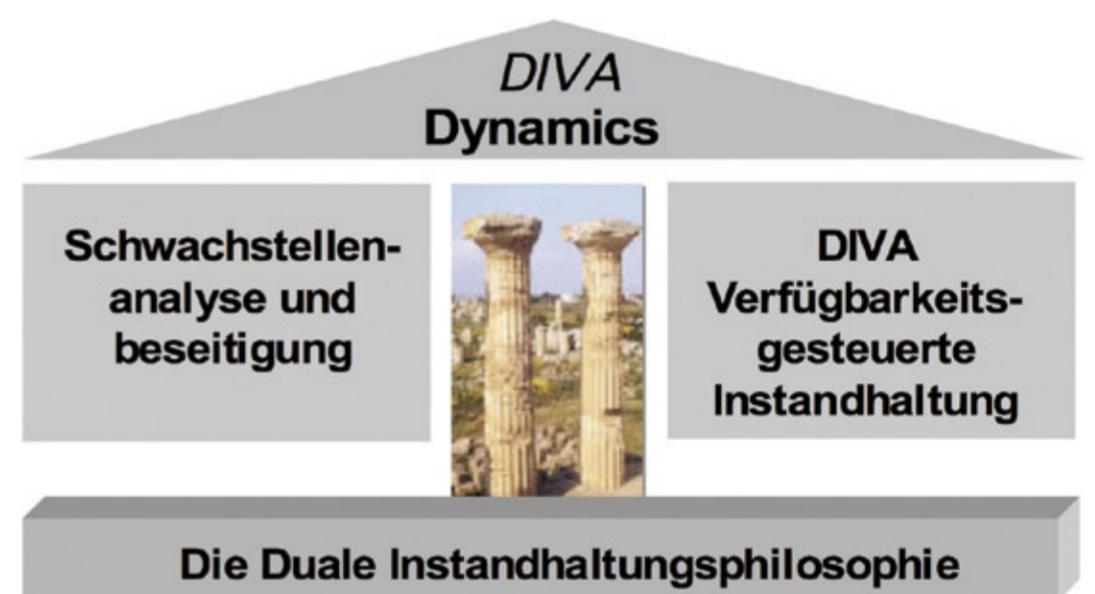 DIVA
Dynamics
Schwachstellen-
analyse und
beseitigung
DIVA
Verfügbarkeits-
gesteuerte
Instandhaltung
Die Duale Instandhaltungsphilosophie